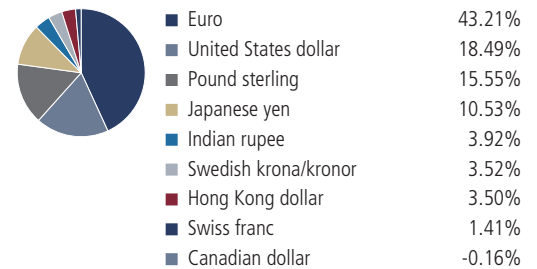 Euro 43.21%
United States dollar 18.49%
Pound sterling 15.55%
Japanese yen 10.53%
Indian rupee 3.92%
Swedish krona/kronor 3.52%
Hong Kong dollar 3.50%
Swiss franc 1.41%
Canadian dollar -0.16%